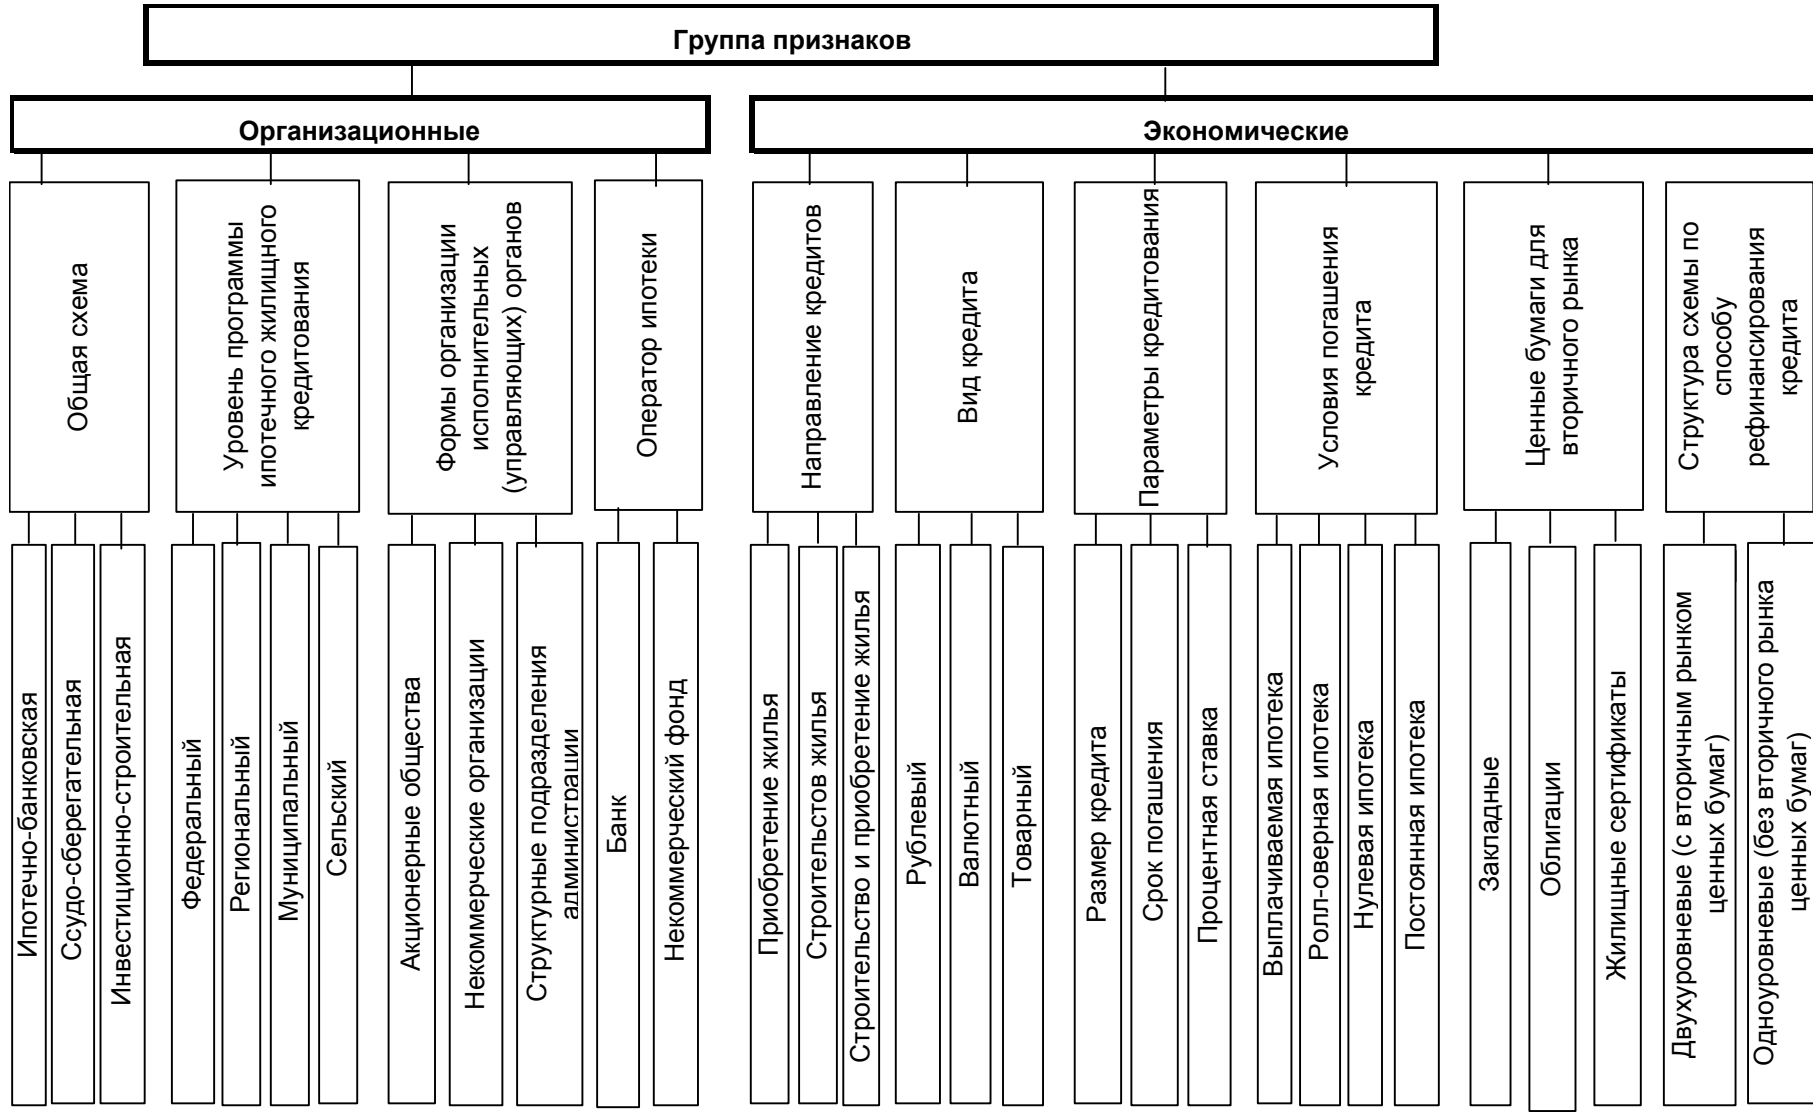 Группа признаков
Организационные
Экономические
Общая схема
Уровень программы
ипотечного жилищного
кредитования
Формы организации
исполнительных
(управляющих) органов
Оператор ипотеки
Направление кредитов
Вид кредита
Параметры кредитования
Условия погашения
кредита
Ценные бумаги для
вторичного рынка
Структура схемы по
способу
рефинансирования
кредита
Ипотечно-банковская
Ссудо-сберегательная
Инвестиционно-строительная
Федеральный
Региональный
Муниципальный
Сельский
Акционерные общества
Некоммерческие организации
Структурные подразделения
администрации
Банк
Некоммерческий фонд
Приобретение жилья
Строительстов жилья
Строительство и приобретение жилья
Рублевый
Валютный
Товарный
Размер кредита
Срок погашения
Процентная ставка
Выплачиваемая ипотека
Ролл-оверная ипотека
Нулевая ипотека
Постоянная ипотека
Закладные
Облигации
Жилищные сертификаты
Двухуровневые (с вторичным рынком
ценных бумаг)
Одноуровневые (без вторичного рынка
ценных бумаг)